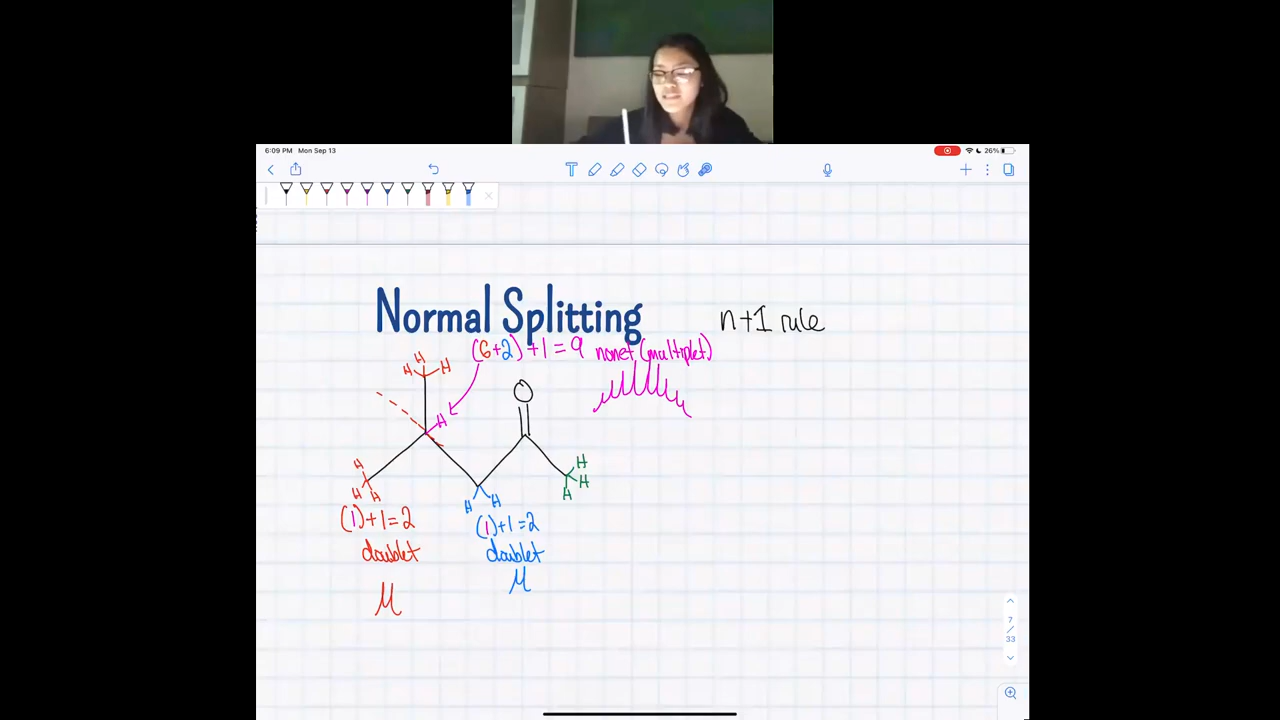 6:09 PM Mon Sep 13
26%
T
Normal Splitting
n+1 rule
(6+2)+1=9 nonet (multiplet)
H
H H
H
O
H
H H
H H
H
H
H
(1)+1=2
doublet
(1)+1=2
doublet
7
/
33